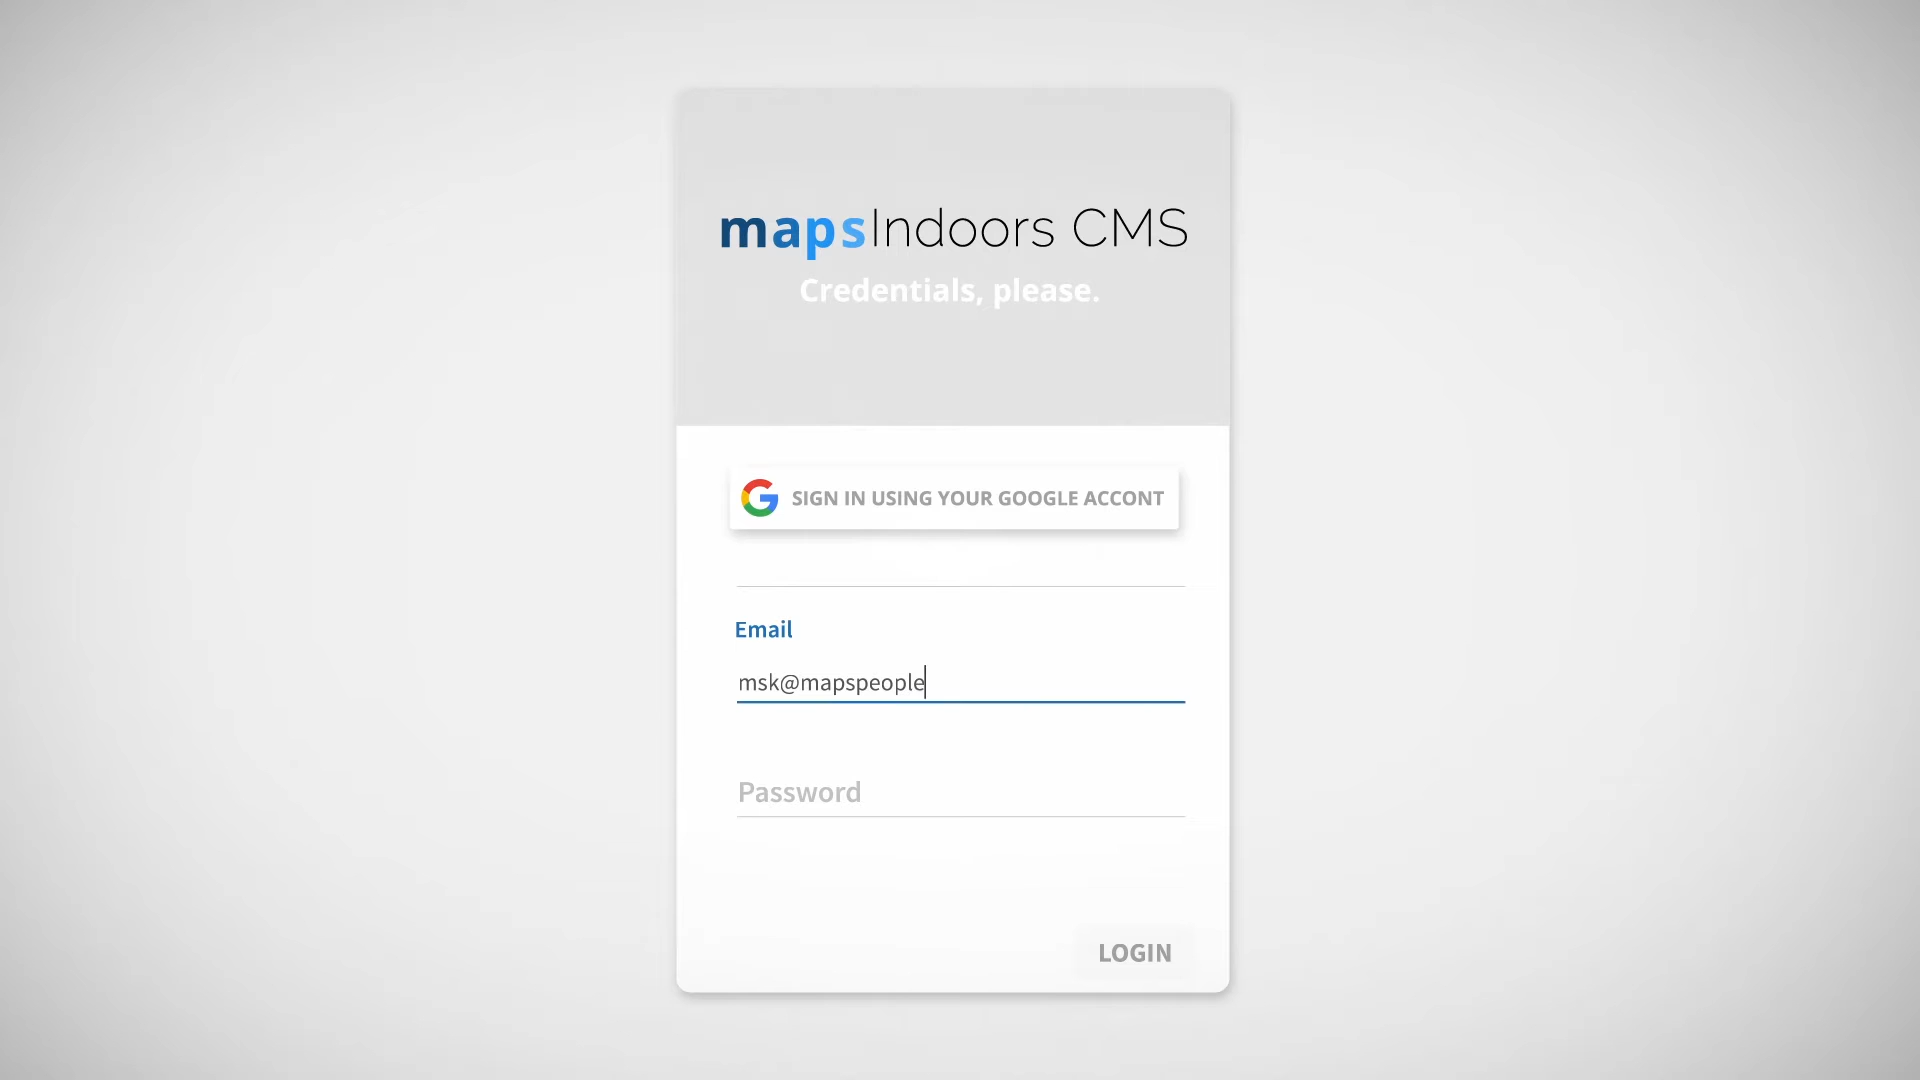 mapsIndoors CMS
Credentials, please.
SIGN IN USING YOUR GOOGLE ACCONT
Email
msk@mapspeople
Password
LOGIN